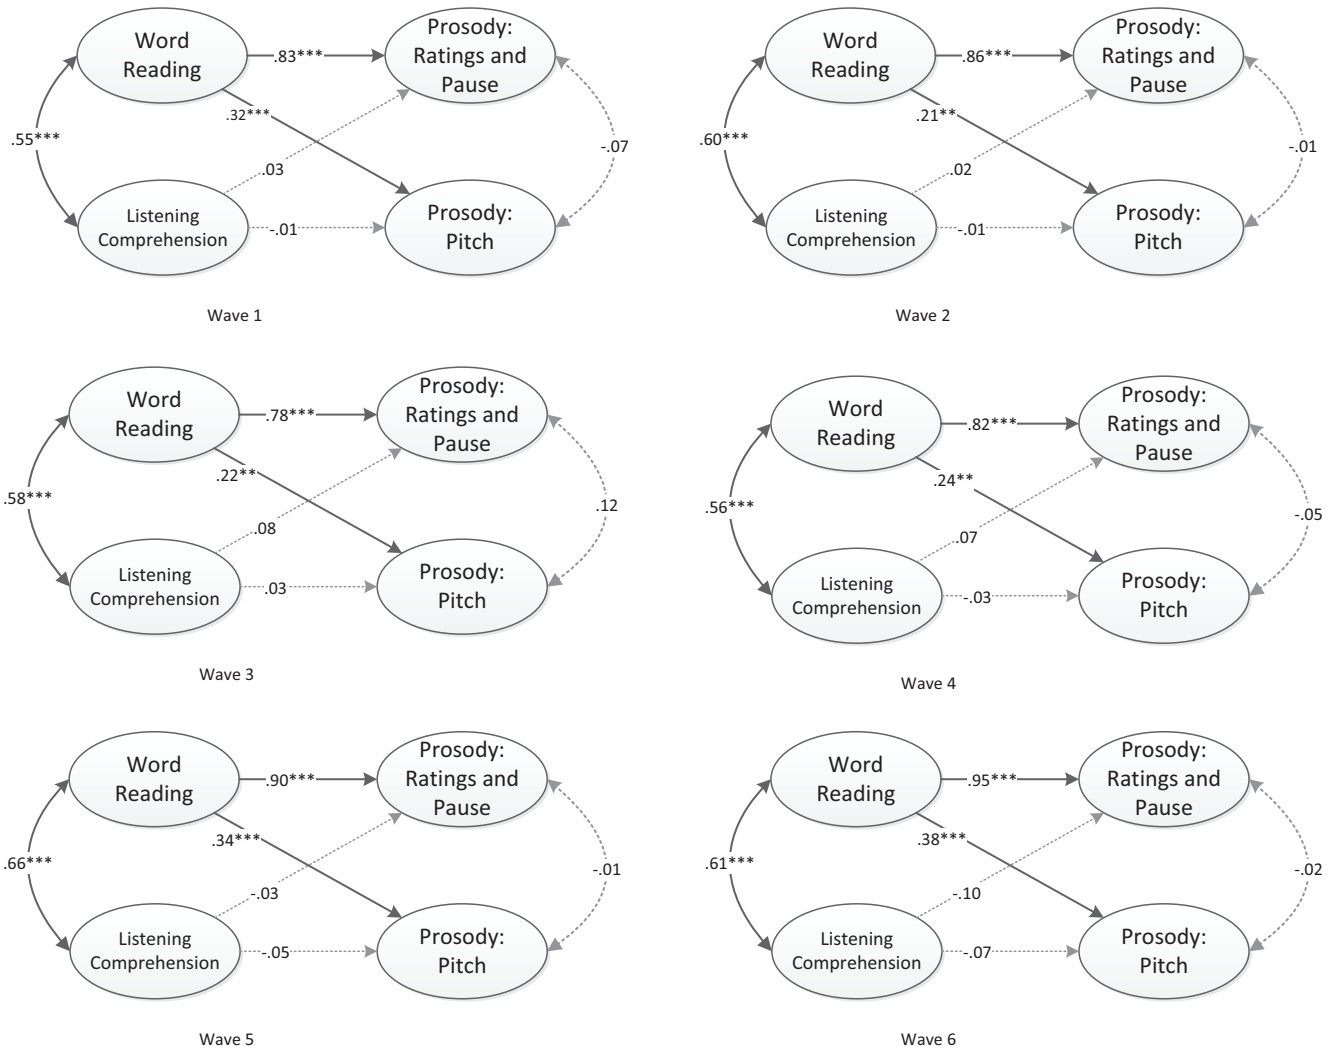 Word
Reading
Prosody:
Ratings and
Pause
.83***
.32***
.55***
.03
-.07
Listening
Comprehension
-.01
Prosody:
Pitch
Wave 1
Word
Reading
Prosody:
Ratings and
Pause
.86***
.21**
.60***
.02
-.01
Listening
Comprehension
-.01
Prosody:
Pitch
Wave 2
Word
Reading
Prosody:
Ratings and
Pause
.78***
.22**
.58***
.08
.12
Listening
Comprehension
.03
Prosody:
Pitch
Wave 3
Word
Reading
Prosody:
Ratings and
Pause
.82***
.24**
.56***
.07
-.05
Listening
Comprehension
-.03
Prosody:
Pitch
Wave 4
Word
Reading
Prosody:
Ratings and
Pause
.90***
.34***
.66***
-.03
-.01
Listening
Comprehension
-.05
Prosody:
Pitch
Wave 5
Word
Reading
Prosody:
Ratings and
Pause
.95***
.38***
.61***
-.10
-.02
Listening
Comprehension
-.07
Prosody:
Pitch
Wave 6